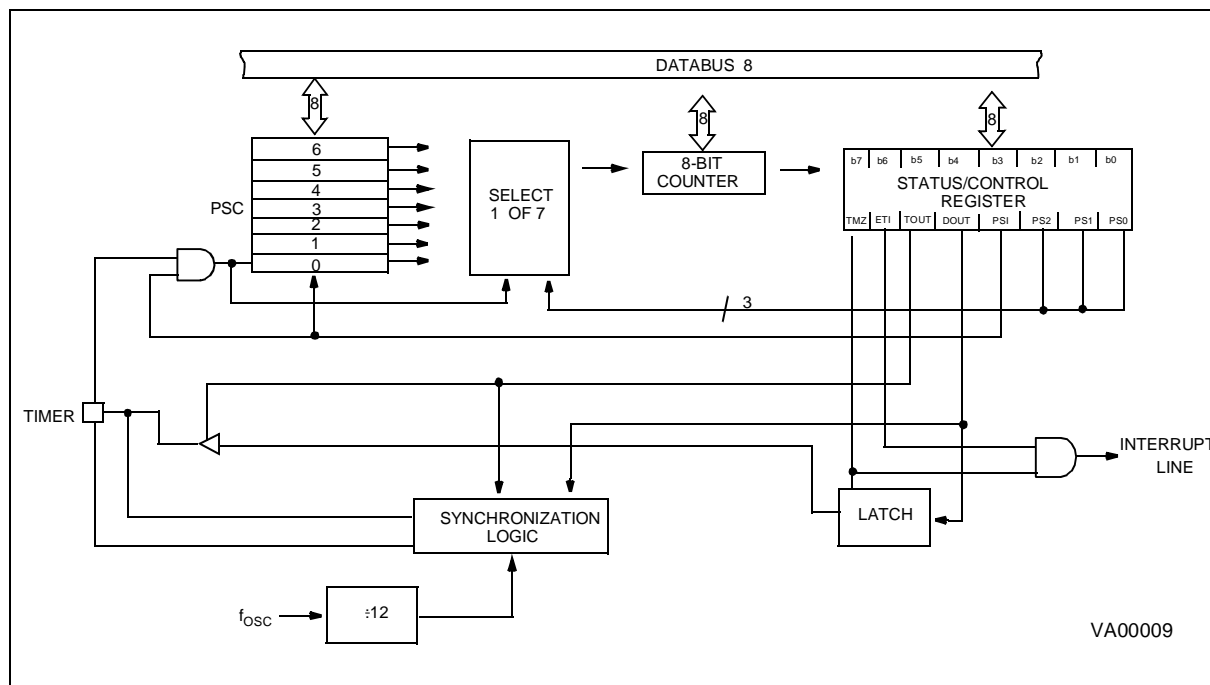 DATABUS 8
8
8
8
6
5
4
3
2
1
0
PSC
SELECT
1 OF 7
8-BIT
COUNTER
b7 b6 b5 b4 b3 b2 b1 b0
STATUS/CONTROL
REGISTER
TMZ ETI TOUT DOUT PSI PS2 PS1 PS0
3
TIMER
INTERRUPT
LINE
SYNCHRONIZATION
LOGIC
LATCH
fOSC
÷12
VA00009